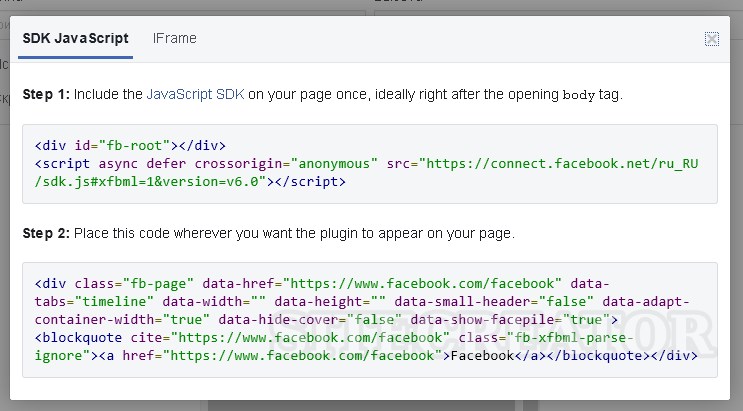 SDK JavaScript IFrame
Step 1: Include the JavaScript SDK on your page once, ideally right after the opening body tag.
<div id="fb-root"></div>
<script async defer crossorigin="anonymous" src="https://connect.facebook.net/ru_RU
/sdk.js#xfbml=1&version=v6.0"></script>
Step 2: Place this code wherever you want the plugin to appear on your page.
<div class="fb-page" data-href="https://www.facebook.com/facebook" data-
tabs="timeline" data-width="" data-height="" data-small-header="false" data-adapt-
container-width="true" data-hide-cover="false" data-show-facepile="true">
<blockquote cite="https://www.facebook.com/facebook" class="fb-xfbml-parse-
ignore"><a href="https://www.facebook.com/facebook">Facebook</a></blockquote></div>